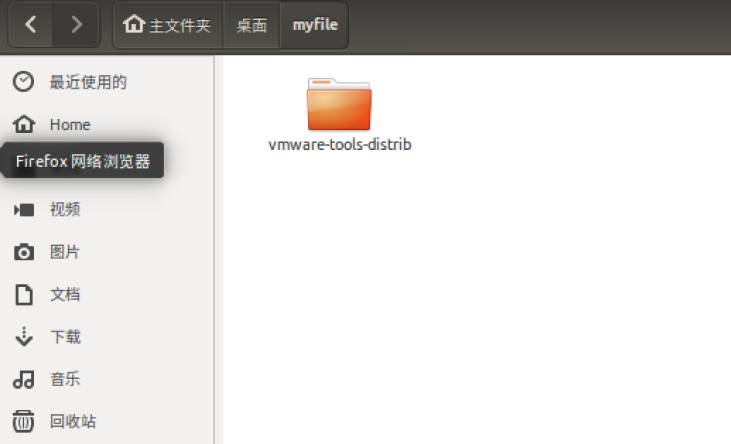 主文件夹 桌面 myfile
最近使用的
Home
Firefox 网络浏览器
视频
图片
文档
下载
音乐
回收站
vmware-tools-distrib